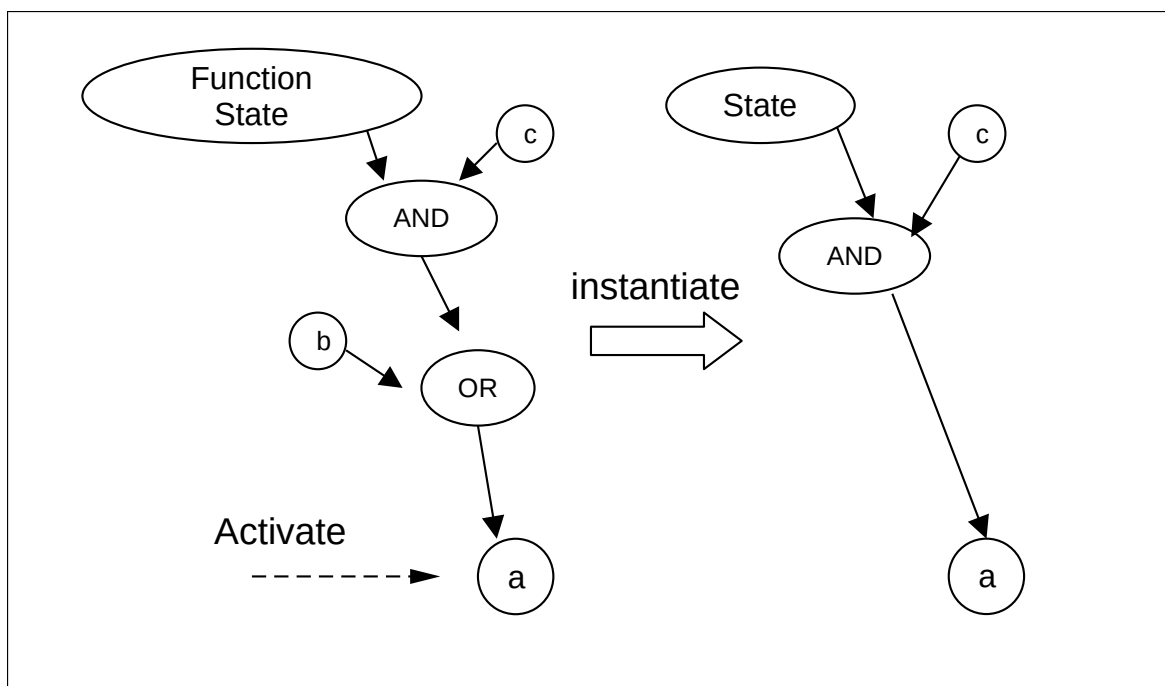 Function
State
c
AND
b
OR
Activate
a
instantiate
State
c
AND
a